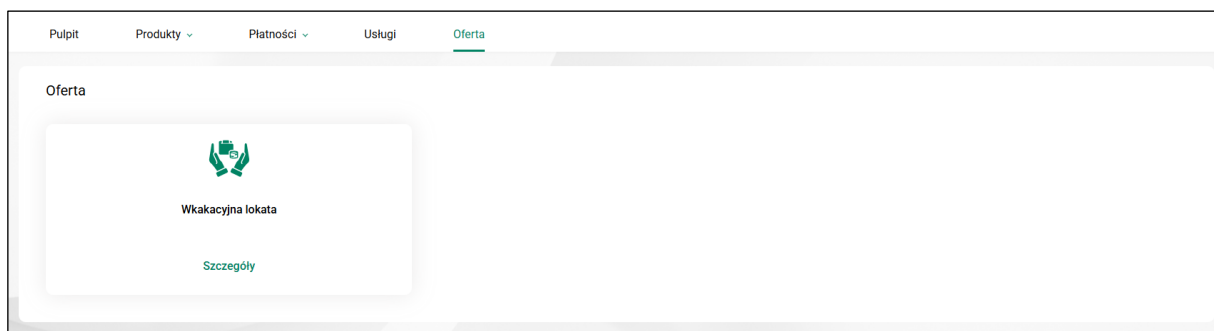 Pulpit Produkty Płatności Usługi Oferta
Oferta
Wkakacyjna lokata
Szczegóły